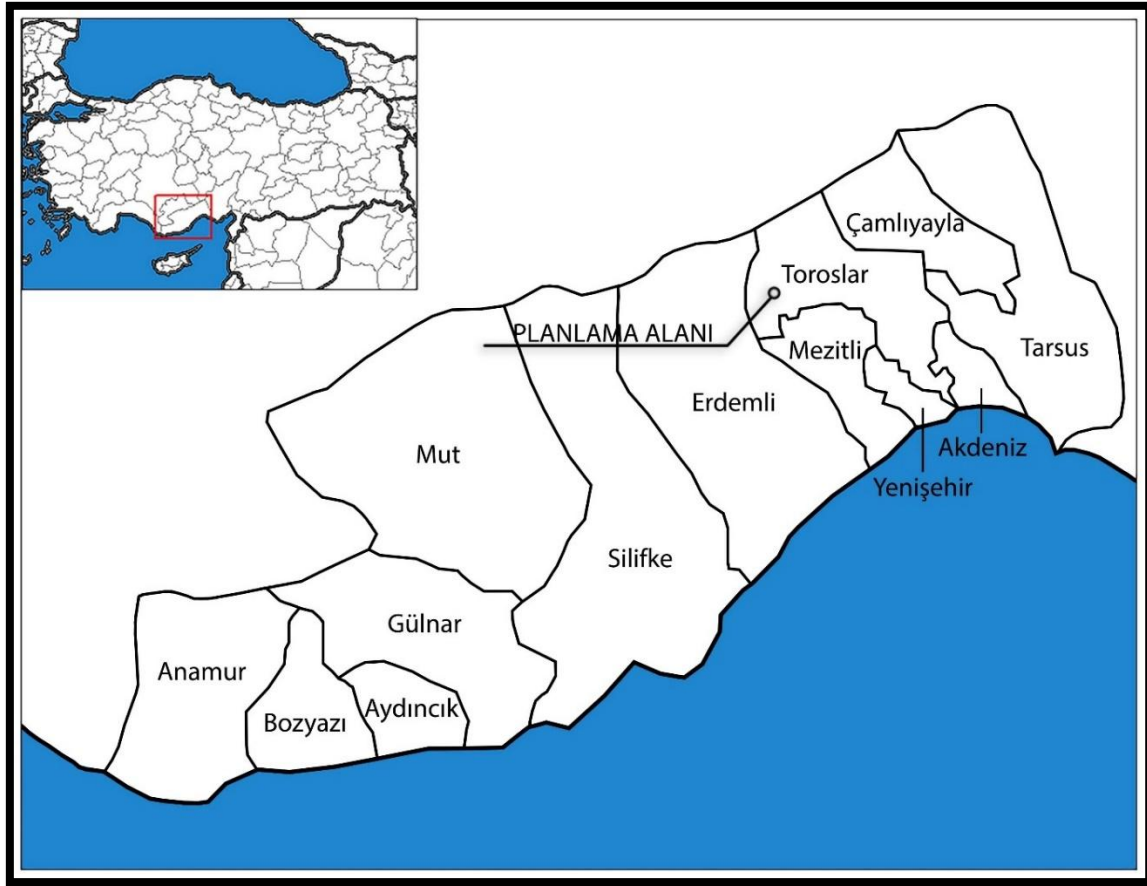 Çamlıyayla
Toroslar
PLANLAMA ALANI
Mezitli
Tarsus
Erdemli
Akdeniz
Mut
Yenişehir
Silifke
Gülnar
Anamur
Aydıncık
Bozyazı